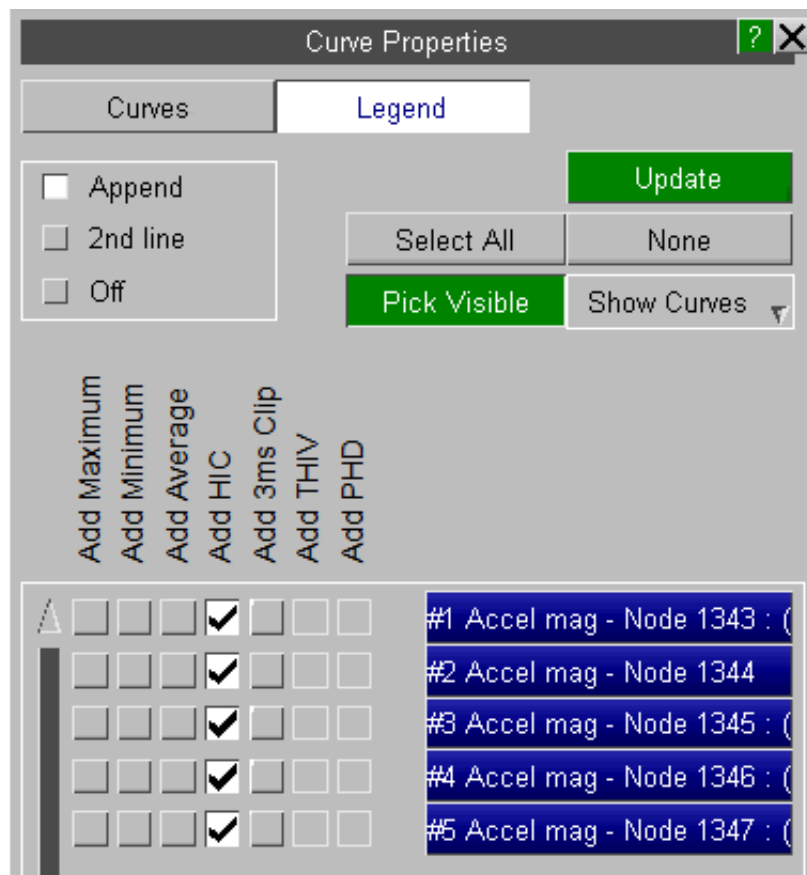 Curve Properties ? X
Curves Legend
Append
Update
2nd line
Select All None
Off
Pick Visible Show Curves
Add Maximum
Add Minimum
Add Average
Add HIC
Add 3ms Clip
Add THIV
Add PHD
#1 Accel mag - Node 1343 : (
#2 Accel mag - Node 1344
#3 Accel mag - Node 1345 : (
#4 Accel mag - Node 1346 : (
#5 Accel mag - Node 1347 : (